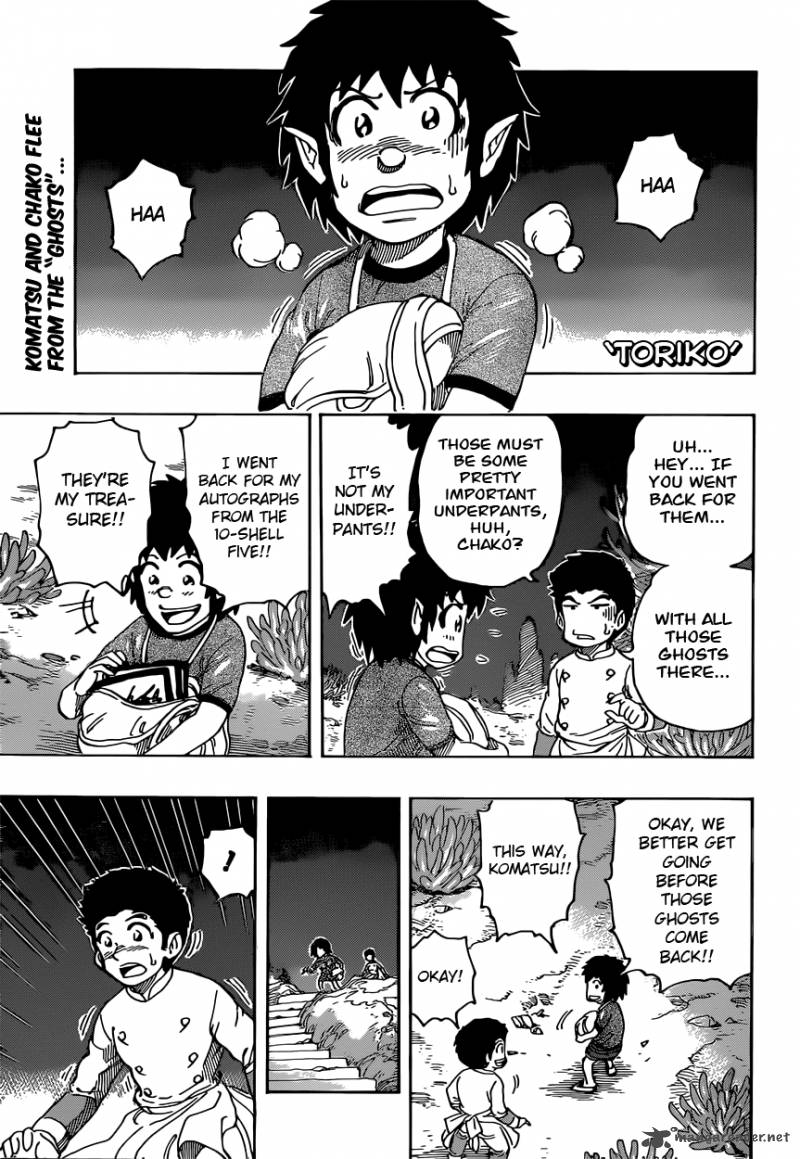 KOMATSU AND CHAKO FLEE
FROM THE "GHOSTS"...
HAA
HAA
'TORIKO'
UH...
HEY... IF
YOU WENT
BACK FOR
THEM...
WITH ALL
THOSE
GHOSTS
THERE...
THOSE MUST
BE SOME
PRETTY
IMPORTANT
UNDERPANTS,
HUH,
CHAKO?
IT'S
NOT MY
UNDER-
PANTS!!
I WENT
BACK FOR MY
AUTOGRAPHS
FROM THE
10-SHELL
FIVE!!
THEY'RE
MY TREA-
SURE!!
OKAY, WE
BETTER GET
GOING
BEFORE
THOSE
GHOSTS
COME
BACK!!
THIS WAY,
KOMATSU!!
OKAY!
!
mangareader.net